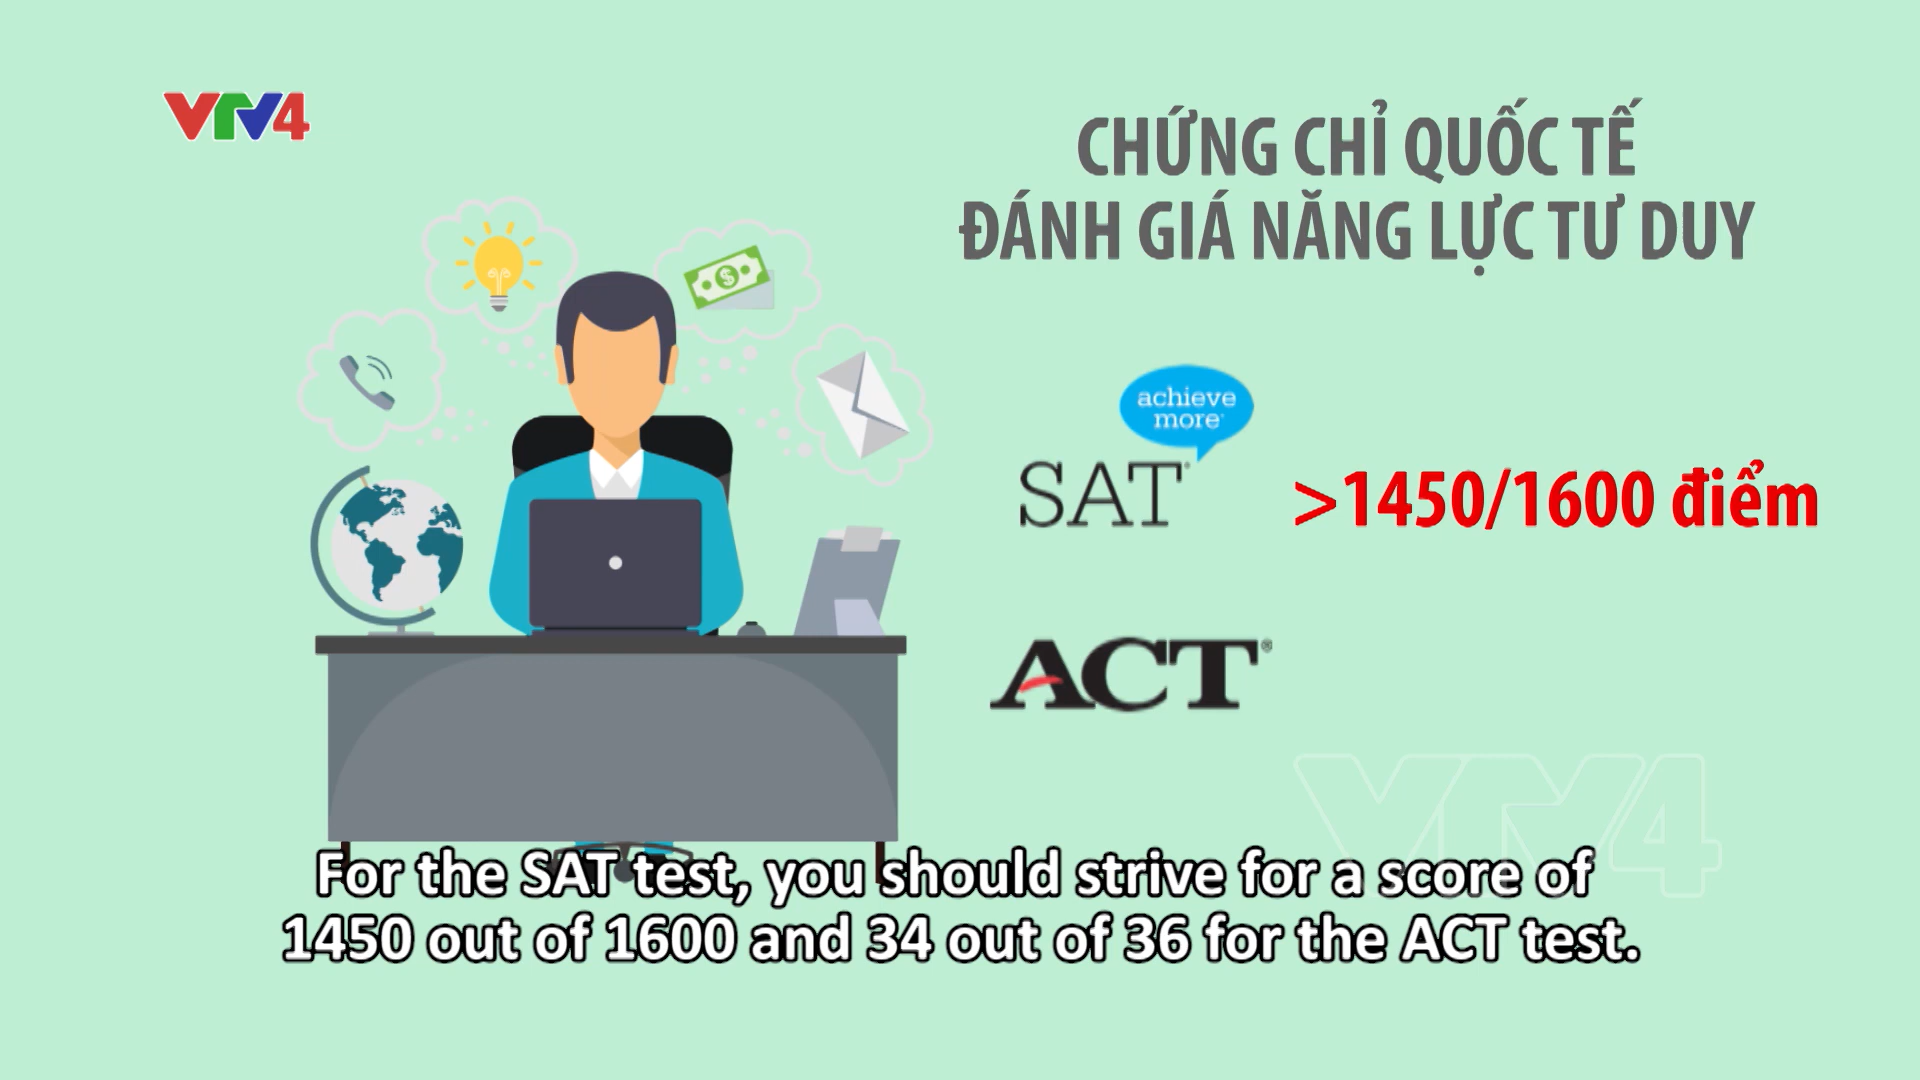 VTV4
CHỨNG CHỈ QUỐC TẾ
ĐÁNH GIÁ NĂNG LỰC TƯ DUY
achieve
more
SAT
>1450/1600 điểm
ACT
VTV4
For the SAT test, you should strive for a score of
1450 out of 1600 and 34 out of 36 for the ACT test.